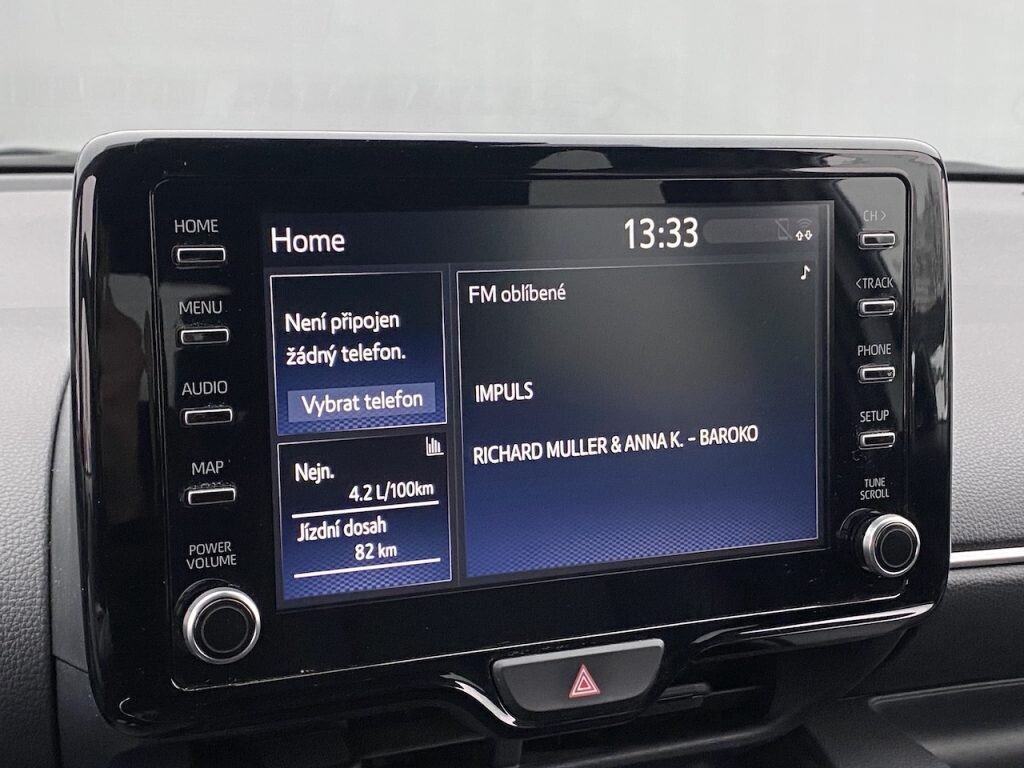 HOME
MENU
AUDIO
MAP
POWER
VOLUME
Home
13:33
Není připojen
žádný telefon.
Vybrat telefon
Nejn.
4.2 L/100km
Jízdní dosah
82 km
FM oblíbené
IMPULS
RICHARD MULLER & ANNA K. - BAROKO
CH >
< TRACK
PHONE
SETUP
TUNE
SCROLL